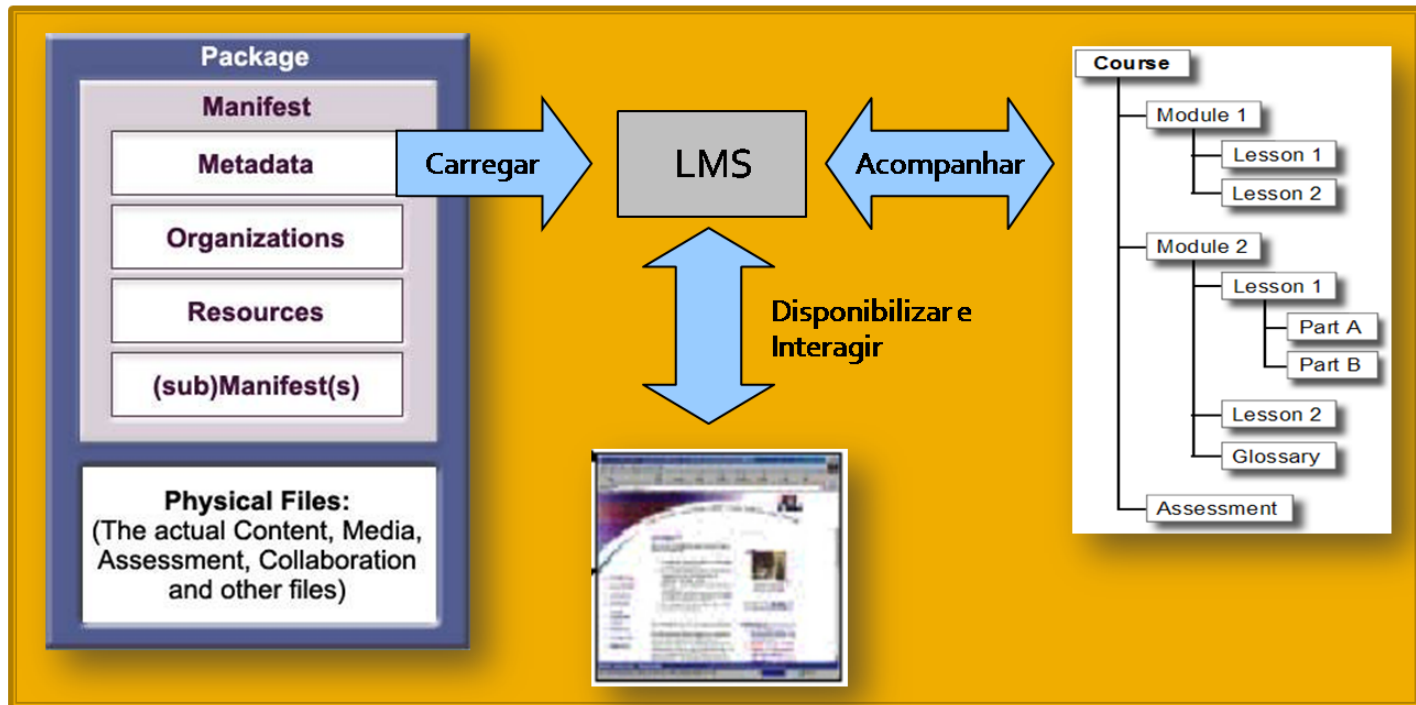 Package
Manifest
Metadata
Organizations
Resources
(sub)Manifest(s)
Physical Files:
(The actual Content, Media,
Assessment, Collaboration
and other files)
Carregar
LMS
Acompanhar
Disponibilizar e
Interagir
Course
Module 1
Lesson 1
Lesson 2
Module 2
Lesson 1
Part A
Part B
Lesson 2
Glossary
Assessment